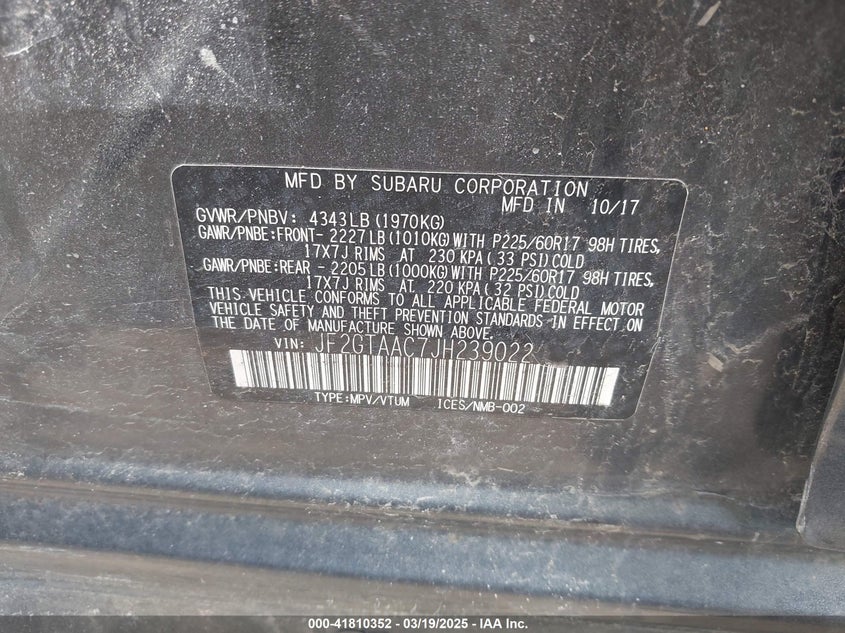 MFD BY SUBARU CORPORATION
MFD IN 10/17
GVWR/PNBV: 4343LB(1970KG)
GAWR/PNBE:FRONT-2227LB(1010KG)WITH P225/60R17 98H TIRES,
17X7J RIMS AT 230 KPA(33 PSI)COLD
GAWR/PNBE:REAR -2205LB(1000KG)WITH P225/60R17 98H TIRES,
17X7J RIMS AT 220 KPA(32 PSI)COLD
THIS VEHICLE CONFORMS TO ALL APPLICABLE FEDERAL MOTOR
VEHICLE SAFETY AND THEFT PREVENTION STANDARDS IN EFFECT ON
THE DATE OF MANUFACTURE SHOWN ABOVE.
VIN: JF2GTAAC7JH239022
TYPE:MPV/VTUM ICES/NMB-002
000-41810352 - 03/19/2025 - IAA Inc.